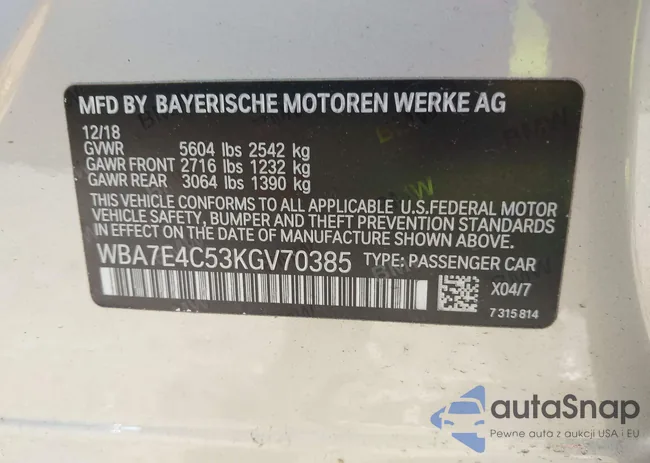 MFD BY BAYERISCHE MOTOREN WERKE AG
12/18
GVWR 5604 lbs 2542 kg
GAWR FRONT 2716 lbs 1232 kg
GAWR REAR 3064 lbs 1390 kg
THIS VEHICLE CONFORMS TO ALL APPLICABLE U.S.FEDERAL MOTOR
VEHICLE SAFETY, BUMPER AND THEFT PREVENTION STANDARDS
IN EFFECT ON THE DATE OF MANUFACTURE SHOWN ABOVE.
WBA7E4C53KGV70385 TYPE: PASSENGER CAR
X04/7
7 315 814
autaSnap
Pewne auta z aukcji USA i EU